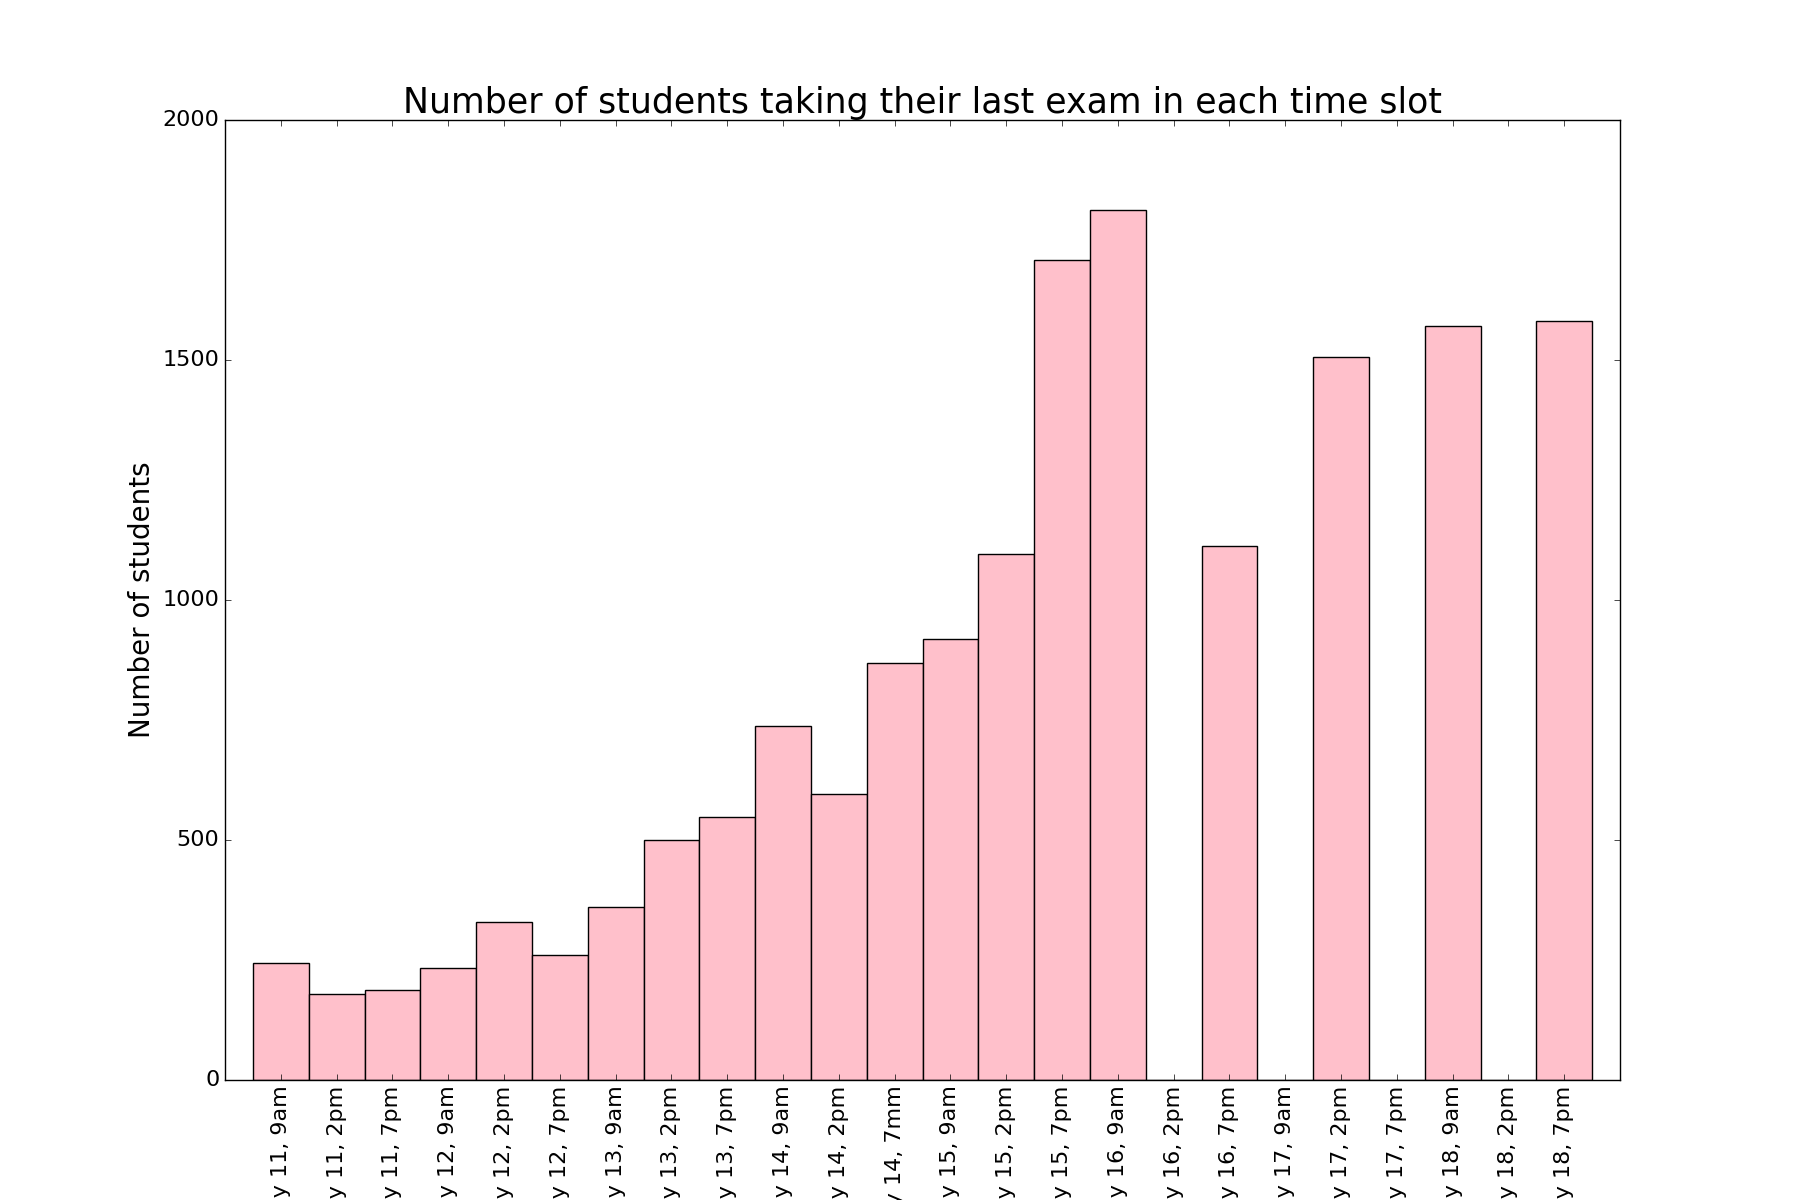 Number of students taking their last exam in each time slot
Number of students
2000
1500
1000
500
0
y 11, 9am
y 11, 2pm
y 11, 7pm
y 12, 9am
y 12, 2pm
y 12, 7pm
y 13, 9am
y 13, 2pm
y 13, 7pm
y 14, 9am
y 14, 2pm
y 14, 7mm
y 15, 9am
y 15, 2pm
y 15, 7pm
y 16, 9am
y 16, 2pm
y 16, 7pm
y 17, 9am
y 17, 2pm
y 17, 7pm
y 18, 9am
y 18, 2pm
y 18, 7pm